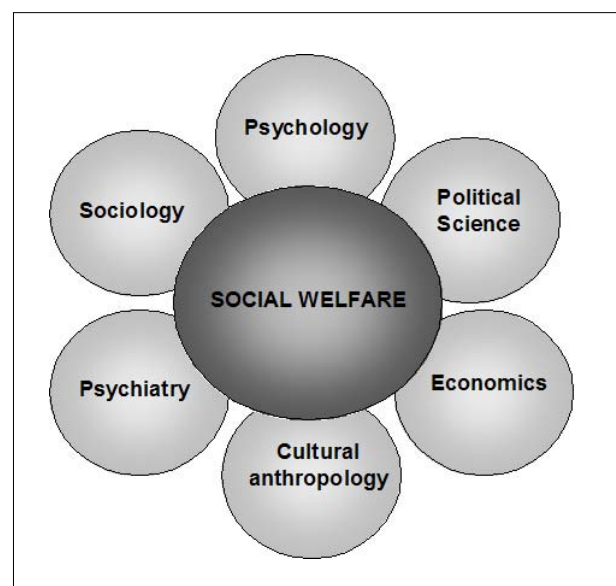 Psychology
Sociology
Political
Science
SOCIAL WELFARE
Psychiatry
Economics
Cultural
anthropology